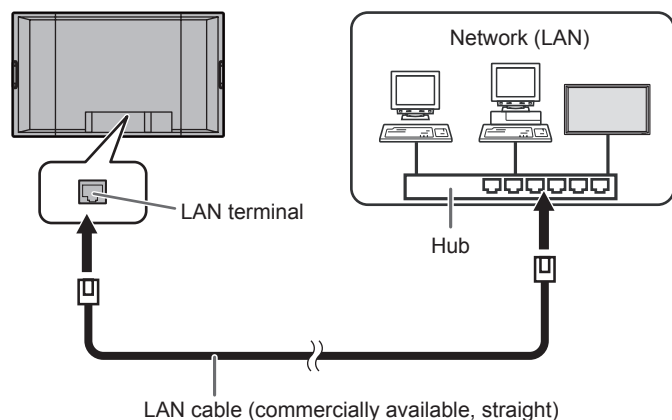 Network (LAN)
LAN terminal
Hub
LAN cable (commercially available, straight)